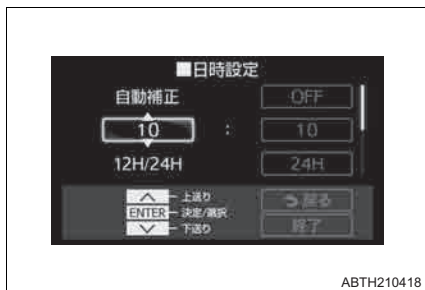 ■日時設定
自動補正 OFF
10 : 10
12H/24H 24H
上送り
ENTER 決定/選択
下送り
戻る
終了
ABTH210418